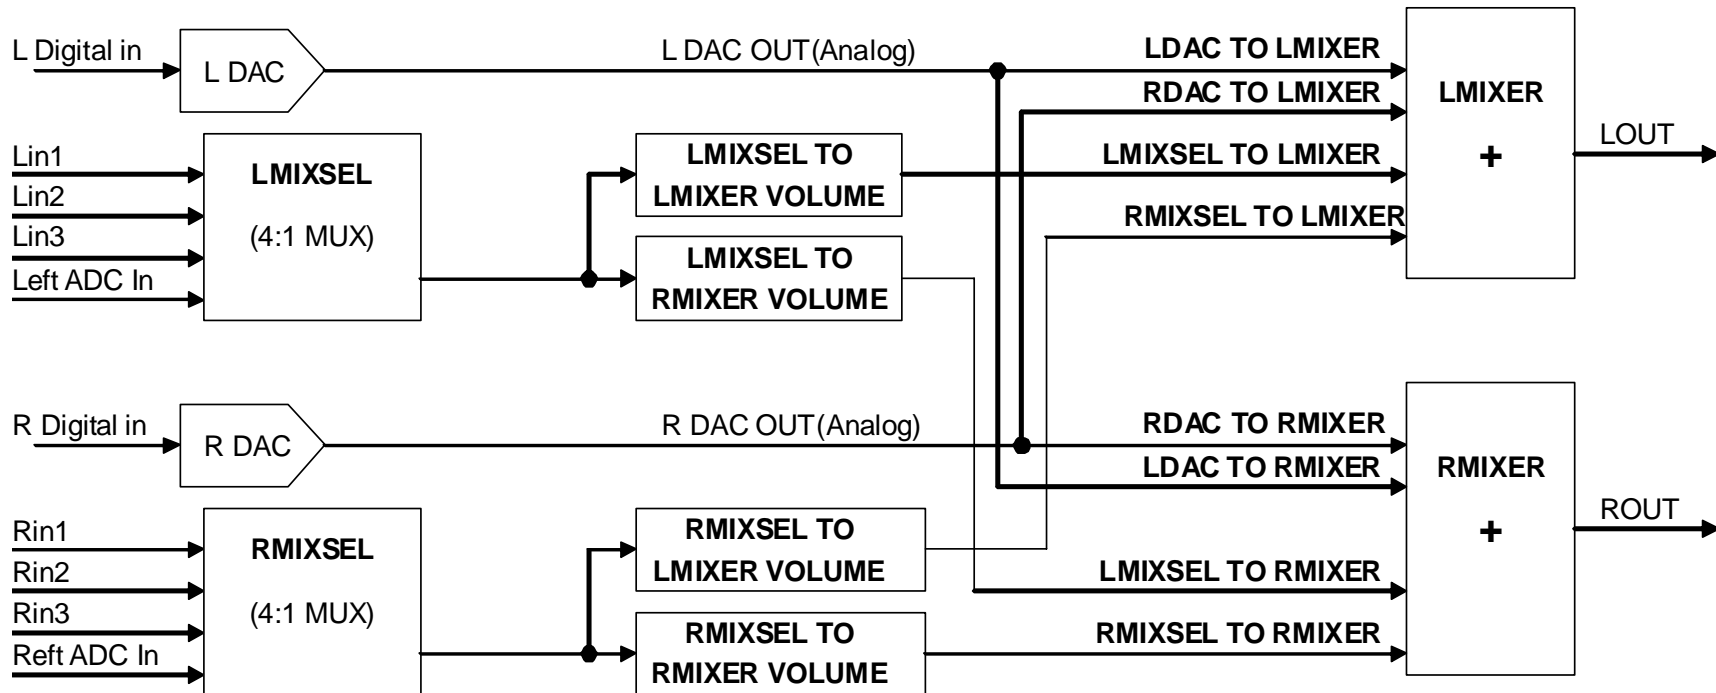 L Digital in
L DAC
L DAC OUT(Analog)
LDAC TO LMIXER
RDAC TO LMIXER
LMIXER
+
LOUT
Lin1
Lin2
Lin3
Left ADC In
LMIXSEL
(4:1 MUX)
LMIXSEL TO
LMIXER VOLUME
LMIXSEL TO LMIXER
RMIXSEL TO LMIXER
LMIXSEL TO
RMIXER VOLUME
R Digital in
R DAC
R DAC OUT(Analog)
RDAC TO RMIXER
LDAC TO RMIXER
RMIXER
+
ROUT
Rin1
Rin2
Rin3
Reft ADC In
RMIXSEL
(4:1 MUX)
RMIXSEL TO
LMIXER VOLUME
LMIXSEL TO RMIXER
RMIXSEL TO
RMIXER VOLUME
RMIXSEL TO RMIXER